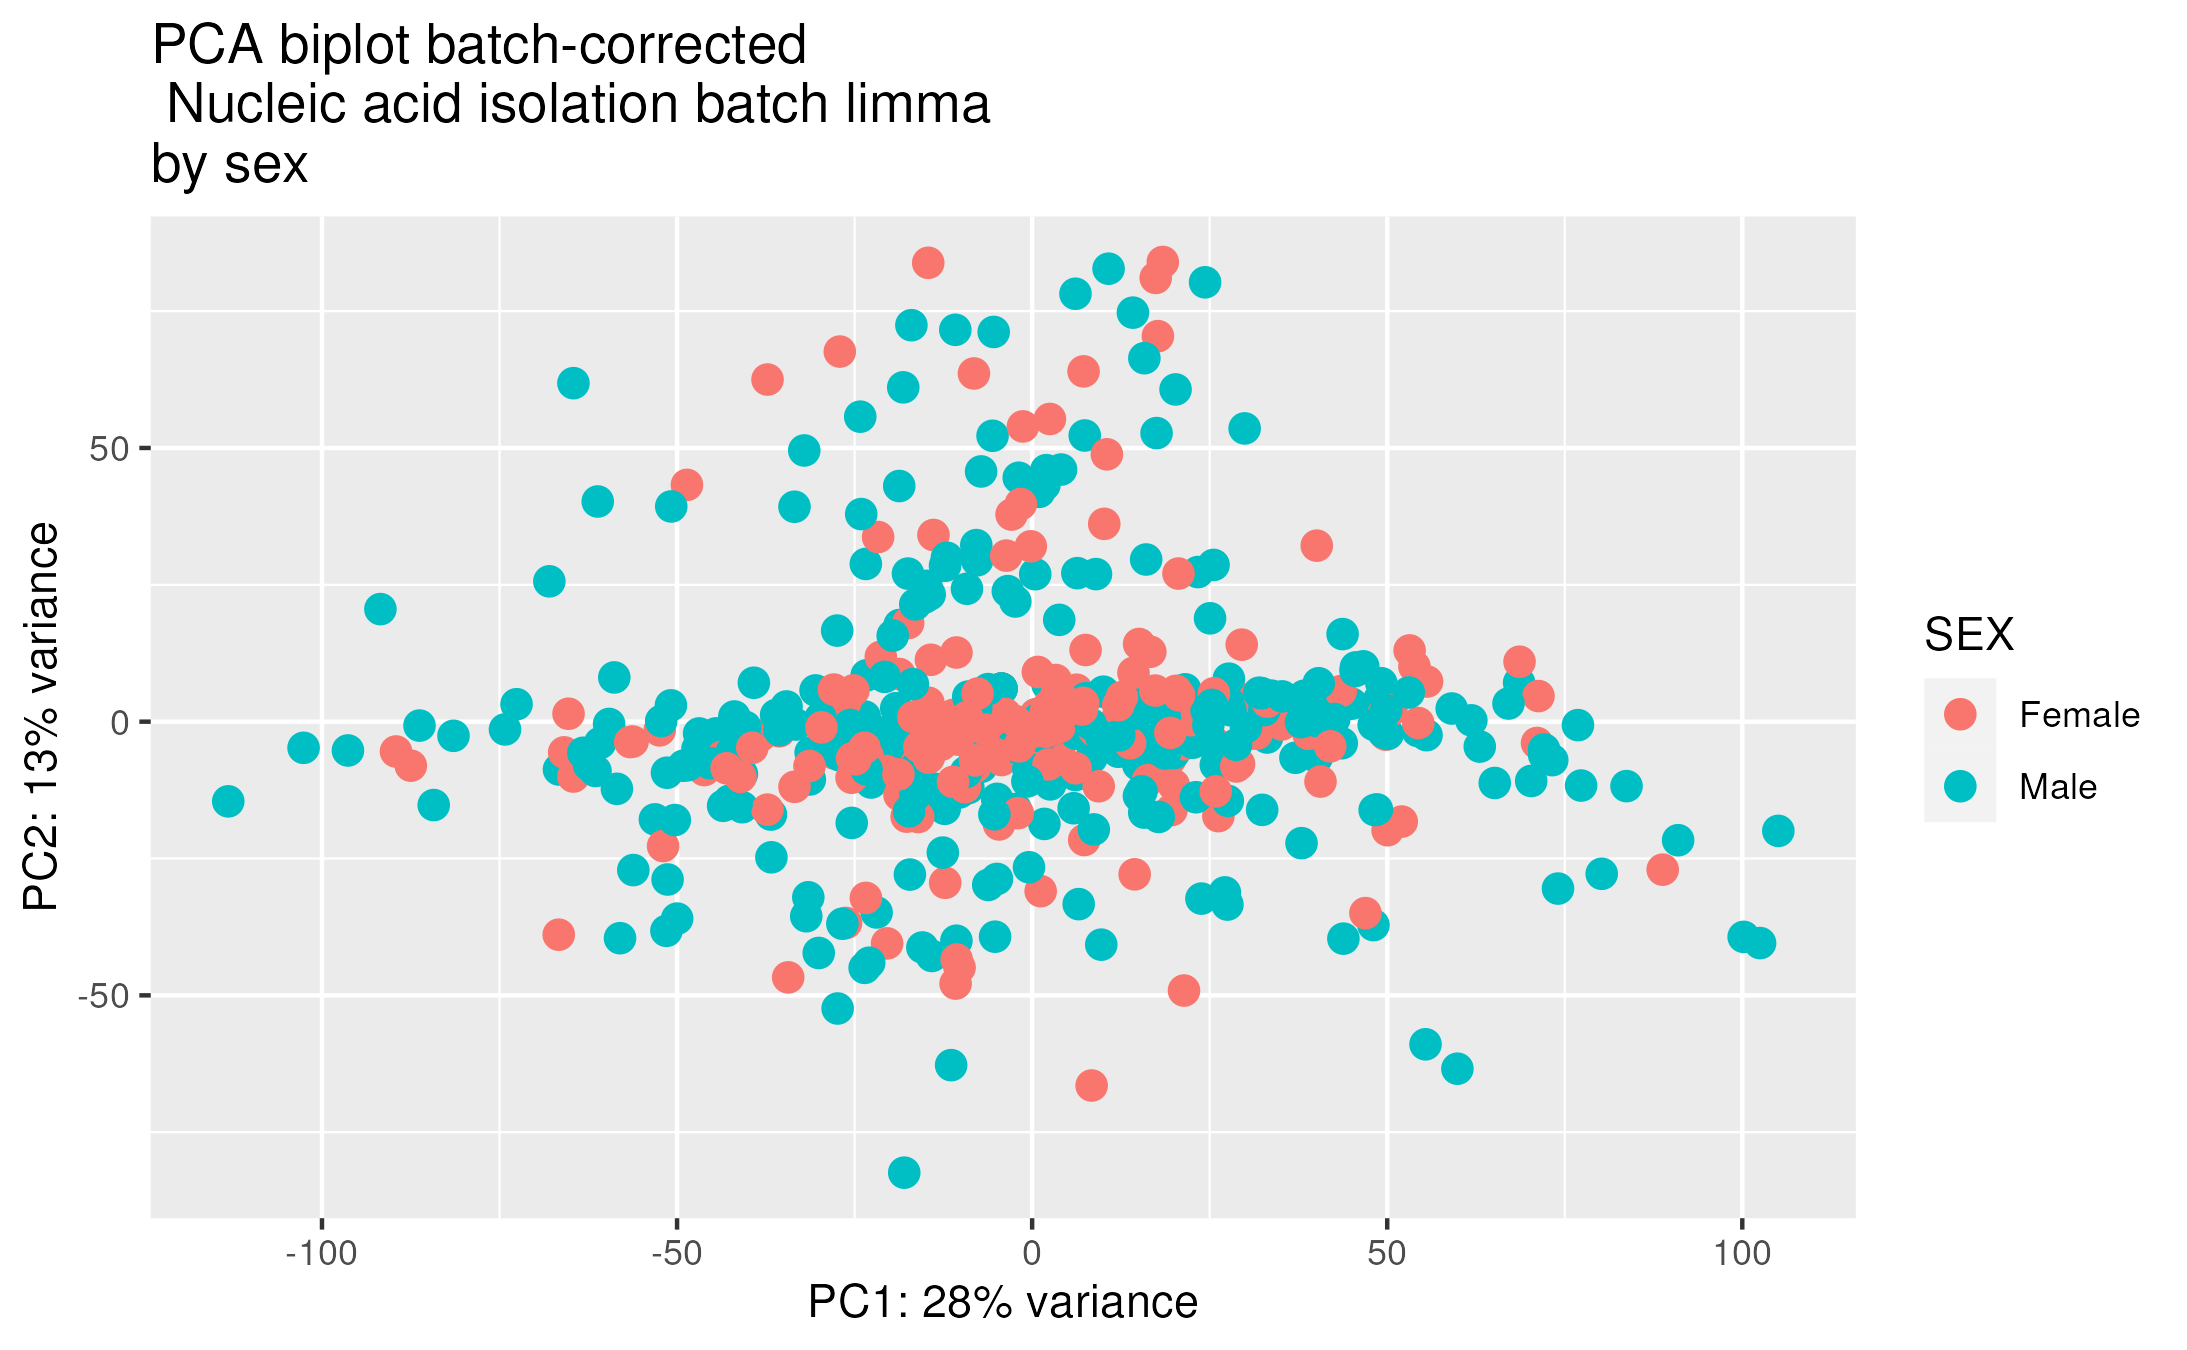 PCA biplot batch-corrected
Nucleic acid isolation batch limma
by sex
PC2: 13% variance
50
0
-50
-100
-50
0
50
100
PC1: 28% variance
SEX
Female
Male